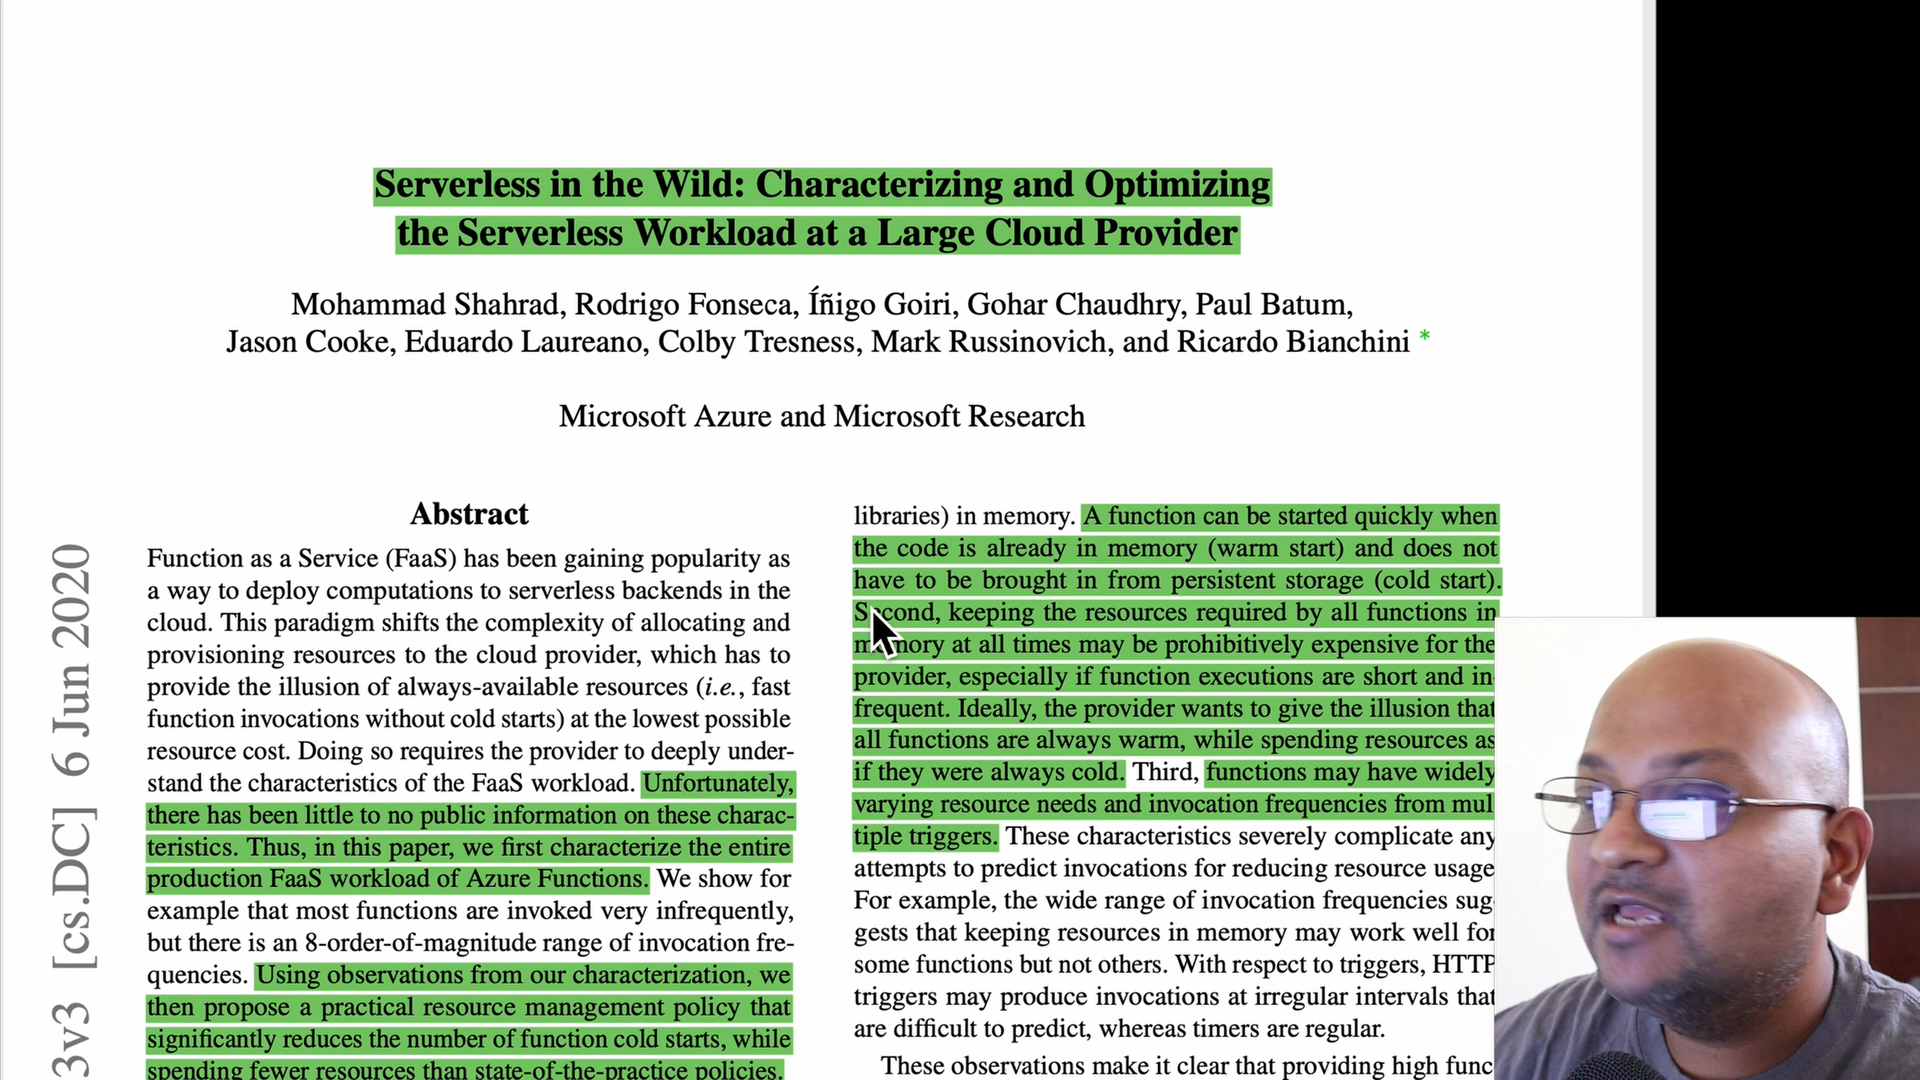 Serverless in the Wild: Characterizing and Optimizing
the Serverless Workload at a Large Cloud Provider
Mohammad Shahrad, Rodrigo Fonseca, Íñigo Goiri, Gohar Chaudhry, Paul Batum,
Jason Cooke, Eduardo Laureano, Colby Tresness, Mark Russinovich, and Ricardo Bianchini *
Microsoft Azure and Microsoft Research
Abstract
Function as a Service (FaaS) has been gaining popularity as
a way to deploy computations to serverless backends in the
cloud. This paradigm shifts the complexity of allocating and
provisioning resources to the cloud provider, which has to
provide the illusion of always-available resources (i.e., fast
function invocations without cold starts) at the lowest possible
resource cost. Doing so requires the provider to deeply under-
stand the characteristics of the FaaS workload. Unfortunately,
there has been little to no public information on these charac-
teristics. Thus, in this paper, we first characterize the entire
production FaaS workload of Azure Functions. We show for
example that most functions are invoked very infrequently,
but there is an 8-order-of-magnitude range of invocation fre-
quencies. Using observations from our characterization, we
then propose a practical resource management policy that
significantly reduces the number of function cold starts, while
spending fewer resources than state-of-the-practice policies.
libraries) in memory. A function can be started quickly when
the code is already in memory (warm start) and does not
have to be brought in from persistent storage (cold start).
Second, keeping the resources required by all functions in
memory at all times may be prohibitively expensive for the
provider, especially if function executions are short and in-
frequent. Ideally, the provider wants to give the illusion that
all functions are always warm, while spending resources as
if they were always cold. Third, functions may have widely
varying resource needs and invocation frequencies from mul
tiple triggers. These characteristics severely complicate any
attempts to predict invocations for reducing resource usage
For example, the wide range of invocation frequencies sug-
gests that keeping resources in memory may work well for
some functions but not others. With respect to triggers, HTTP
triggers may produce invocations at irregular intervals that
are difficult to predict, whereas timers are regular.
These observations make it clear that providing high func
3v3 [cs.DC] 6 Jun 2020